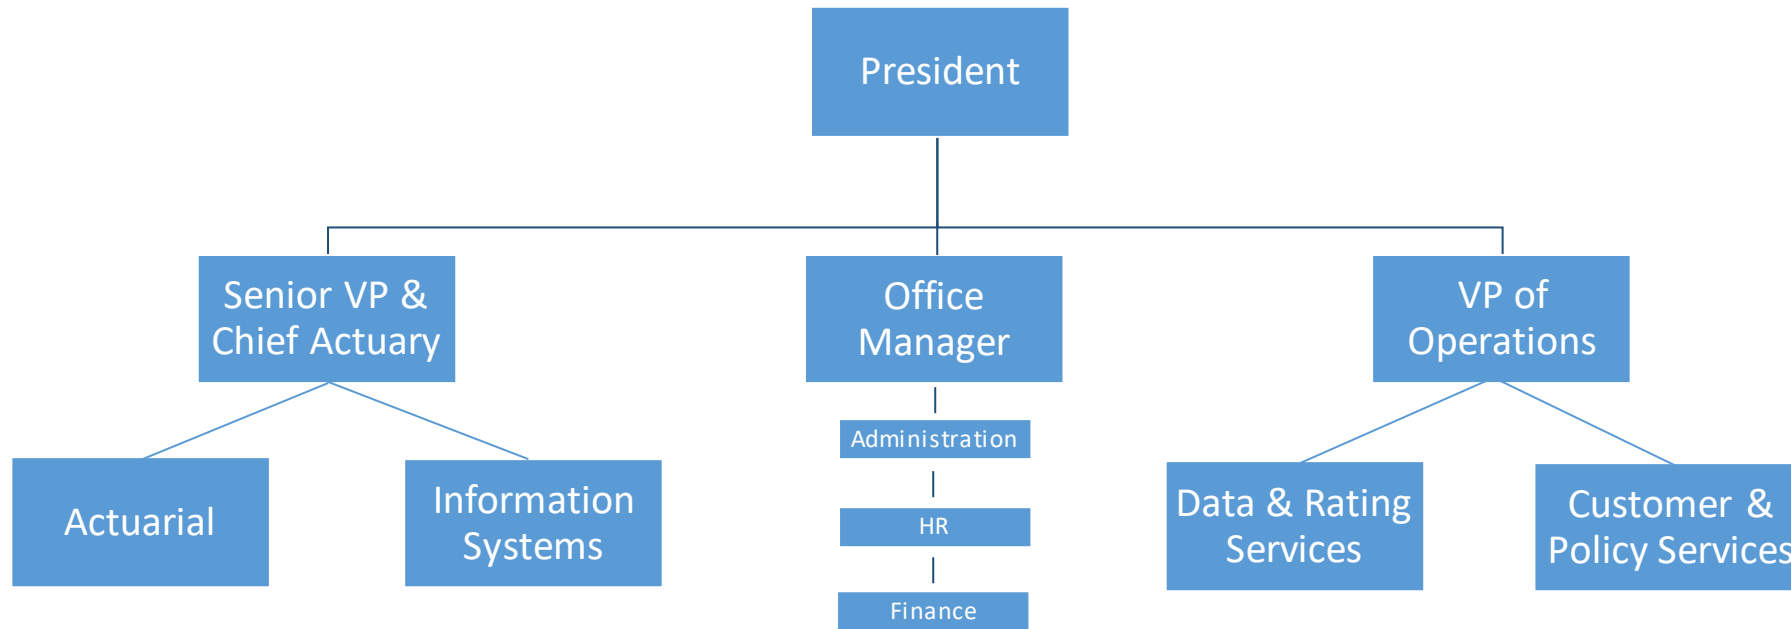 President
Senior VP &
Chief Actuary
Office
Manager
VP of
Operations
Administration
HR
Finance
Actuarial
Information
Systems
Data & Rating
Services
Customer &
Policy Services